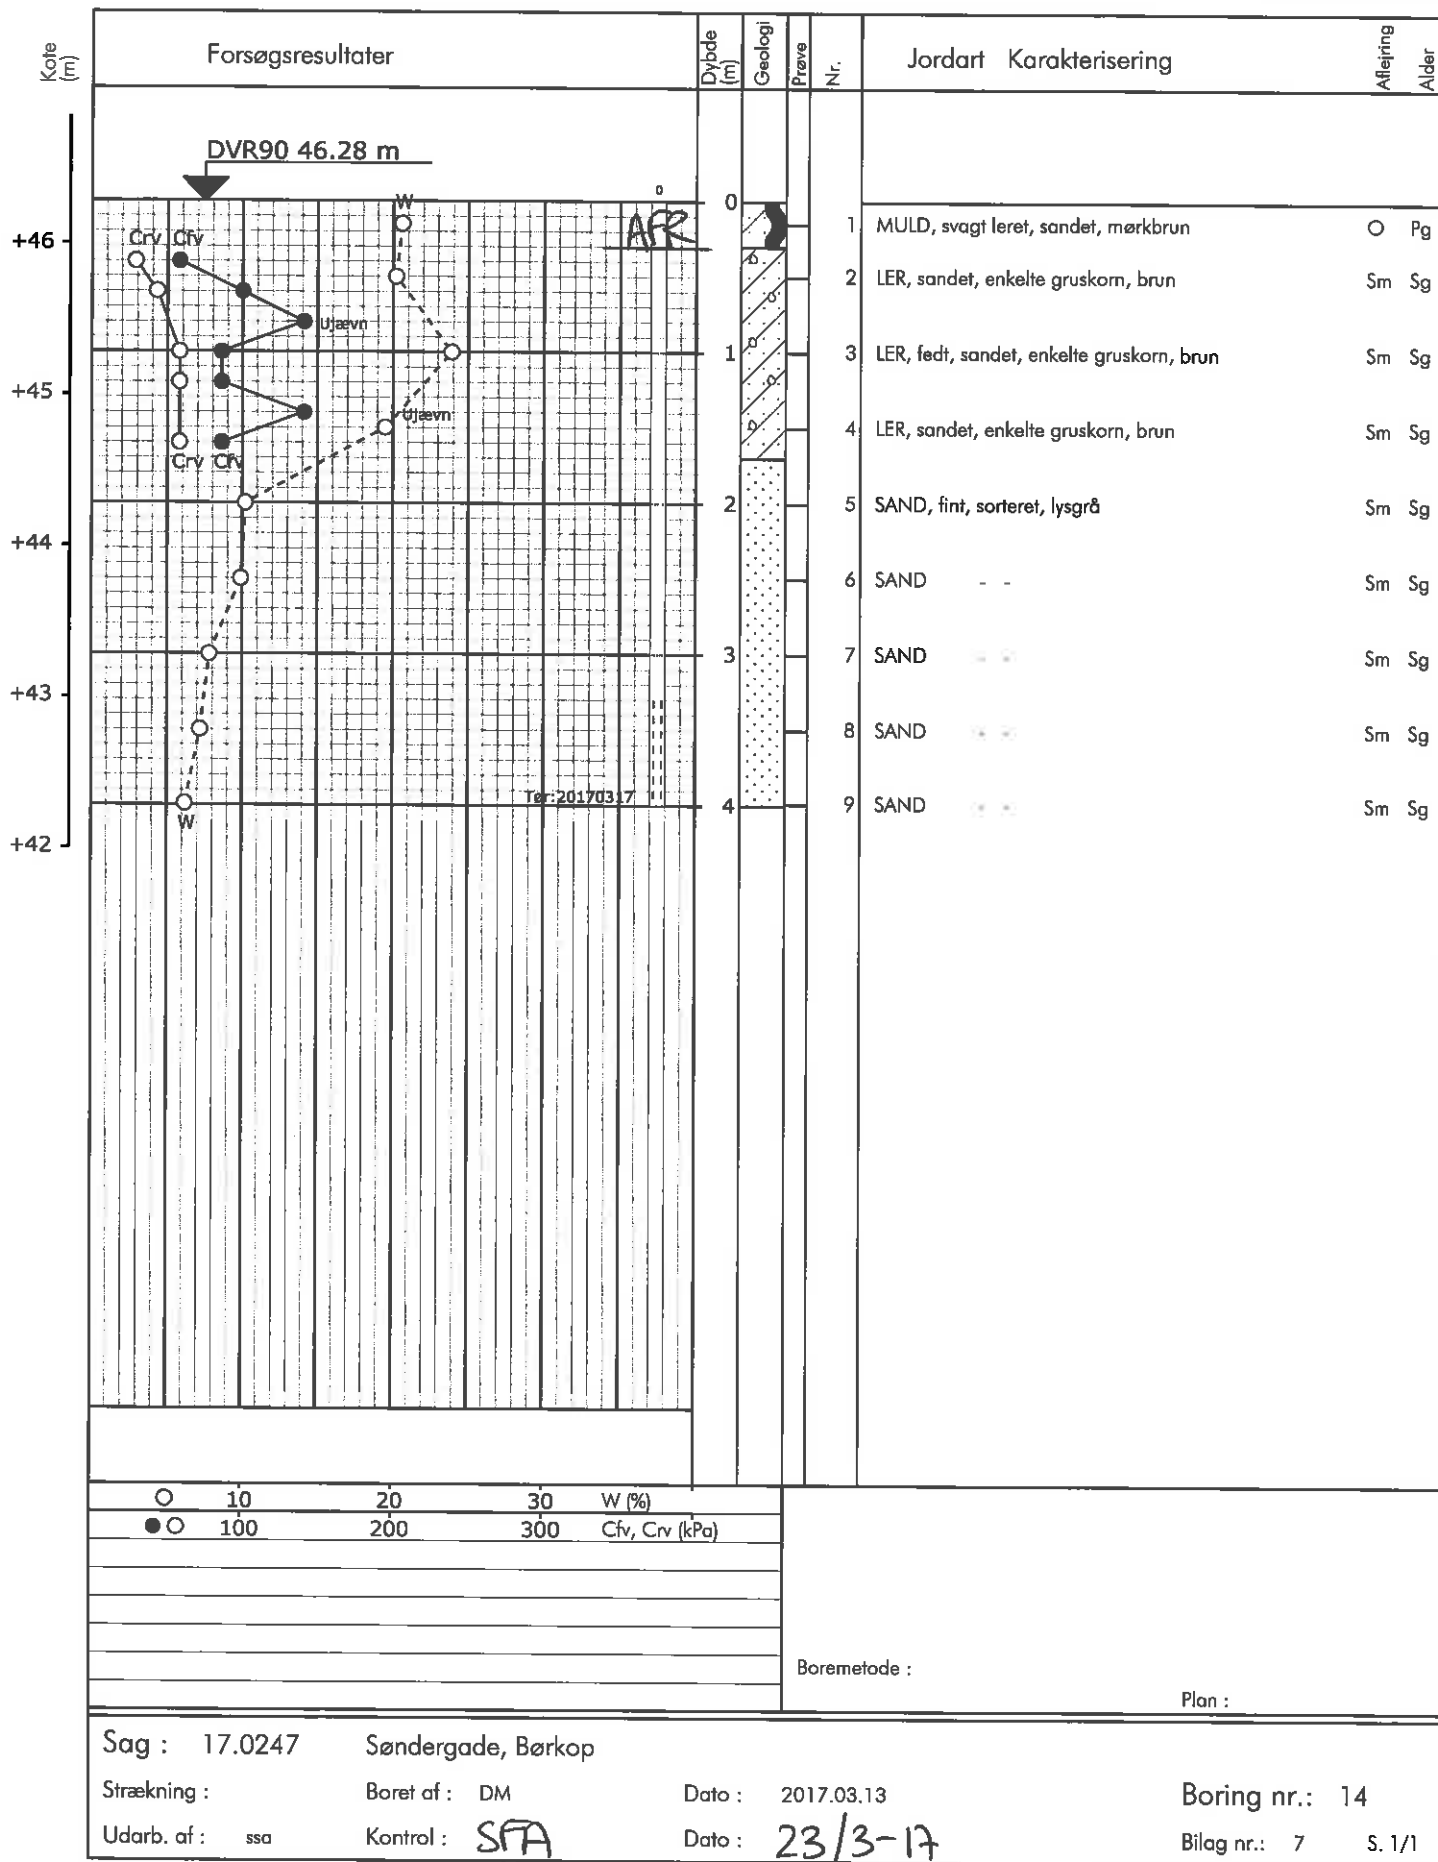 Kote (m) Forsøgsresultater Dybde (m) Geologi Prøve Nr. Jordart Karakterisering Aflejring Alder
DVR90 46.28 m
0
W AFR 0
+46 1 MULD, svagt leret, sandet, mørkbrun O Pg
Crv Cfv
2 LER, sandet, enkelte gruskorn, brun Sm Sg
Ujævn
1 3 LER, fedt, sandet, enkelte gruskorn, brun Sm Sg
+45
Ujævn
4 LER, sandet, enkelte gruskorn, brun Sm Sg
Crv Cfv
2 5 SAND, fint, sorteret, lysgrå Sm Sg
+44
6 SAND - - Sm Sg
3 7 SAND - - Sm Sg
+43
8 SAND - - Sm Sg
Tør:20170317
4 9 SAND - - Sm Sg
W
+42
10 20 30 W (%)
100 200 300 Cfv, Crv (kPa)
Boremetode :
Plan :
Sag : 17.0247 Søndergade, Børkop
Strækning : Boret af : DM Dato : 2017.03.13 Boring nr.: 14
Udarb. af : ssa Kontrol : SFA Dato : 23/3-17 Bilag nr.: 7 S. 1/1